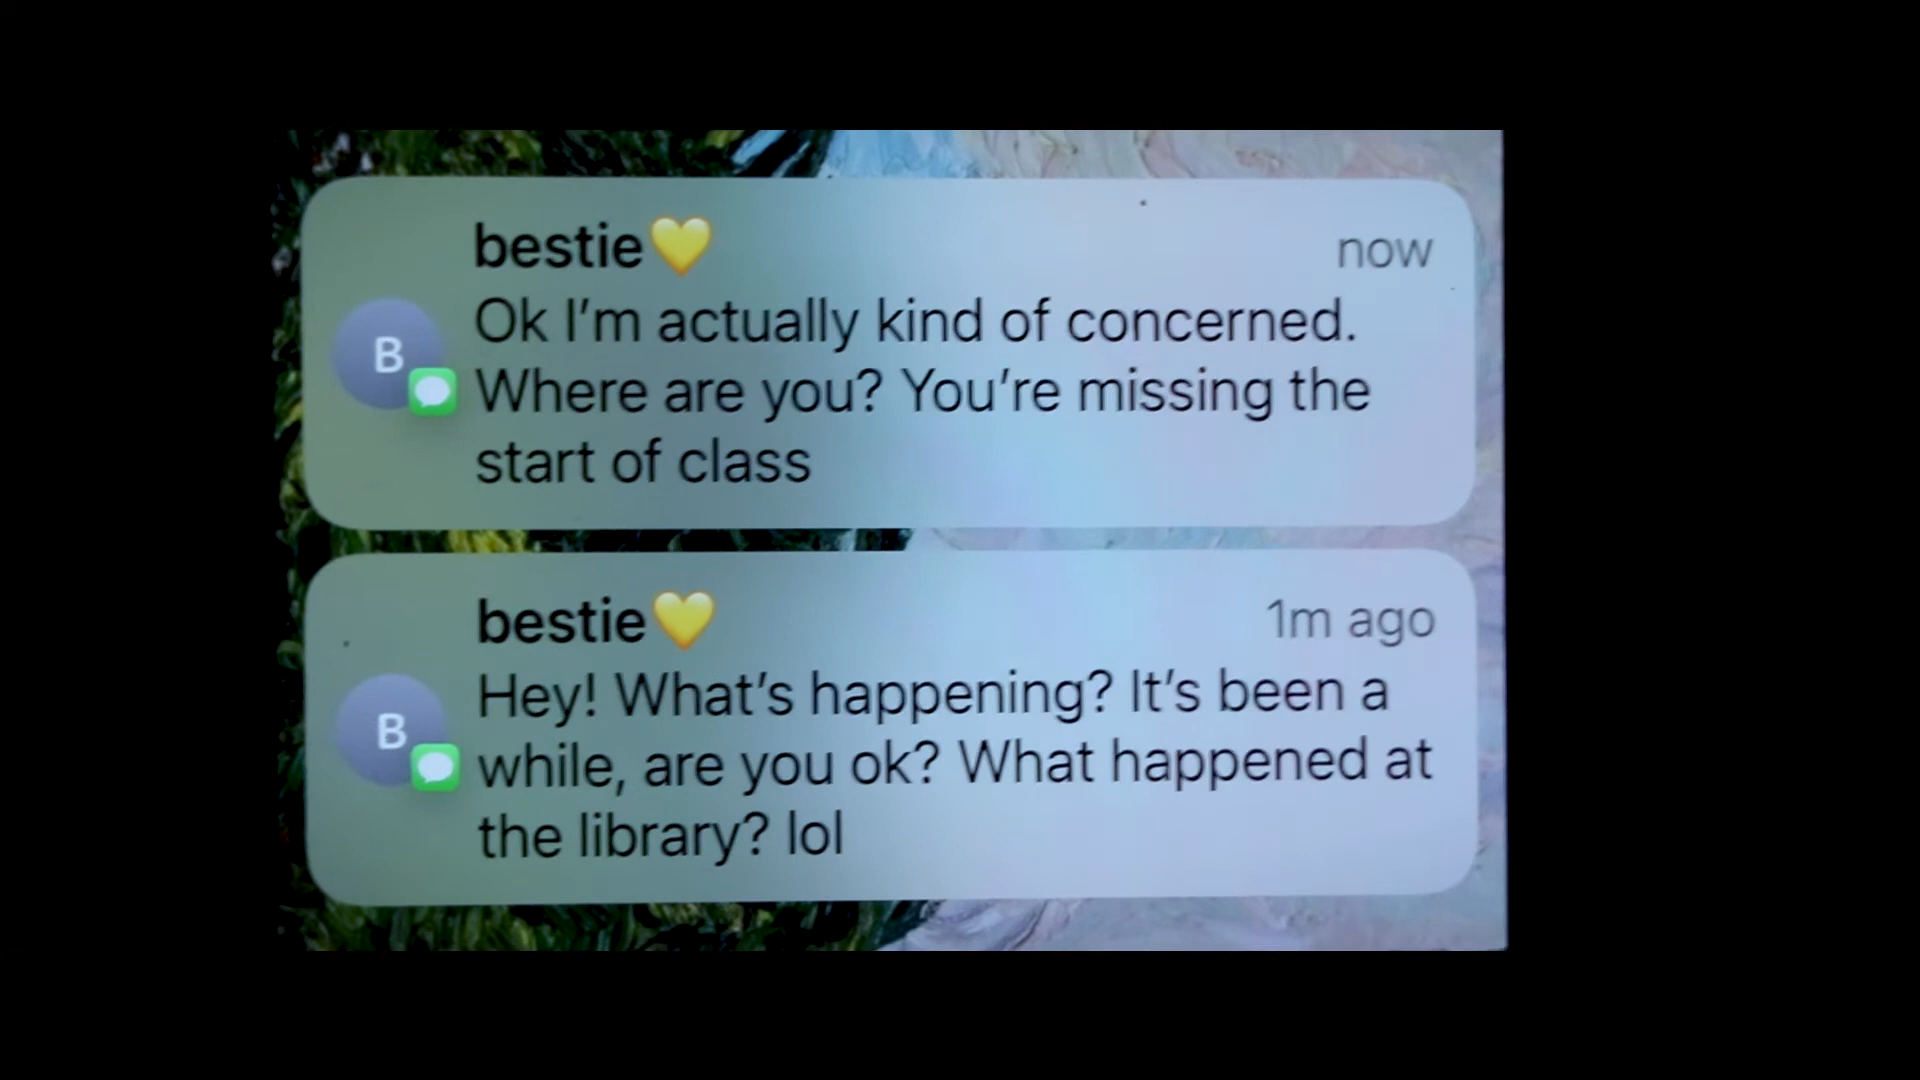 bestie💛
now
Ok I'm actually kind of concerned.
Where are you? You're missing the
start of class
B
bestie💛
1m ago
Hey! What's happening? It's been a
while, are you ok? What happened at
the library? lol
B